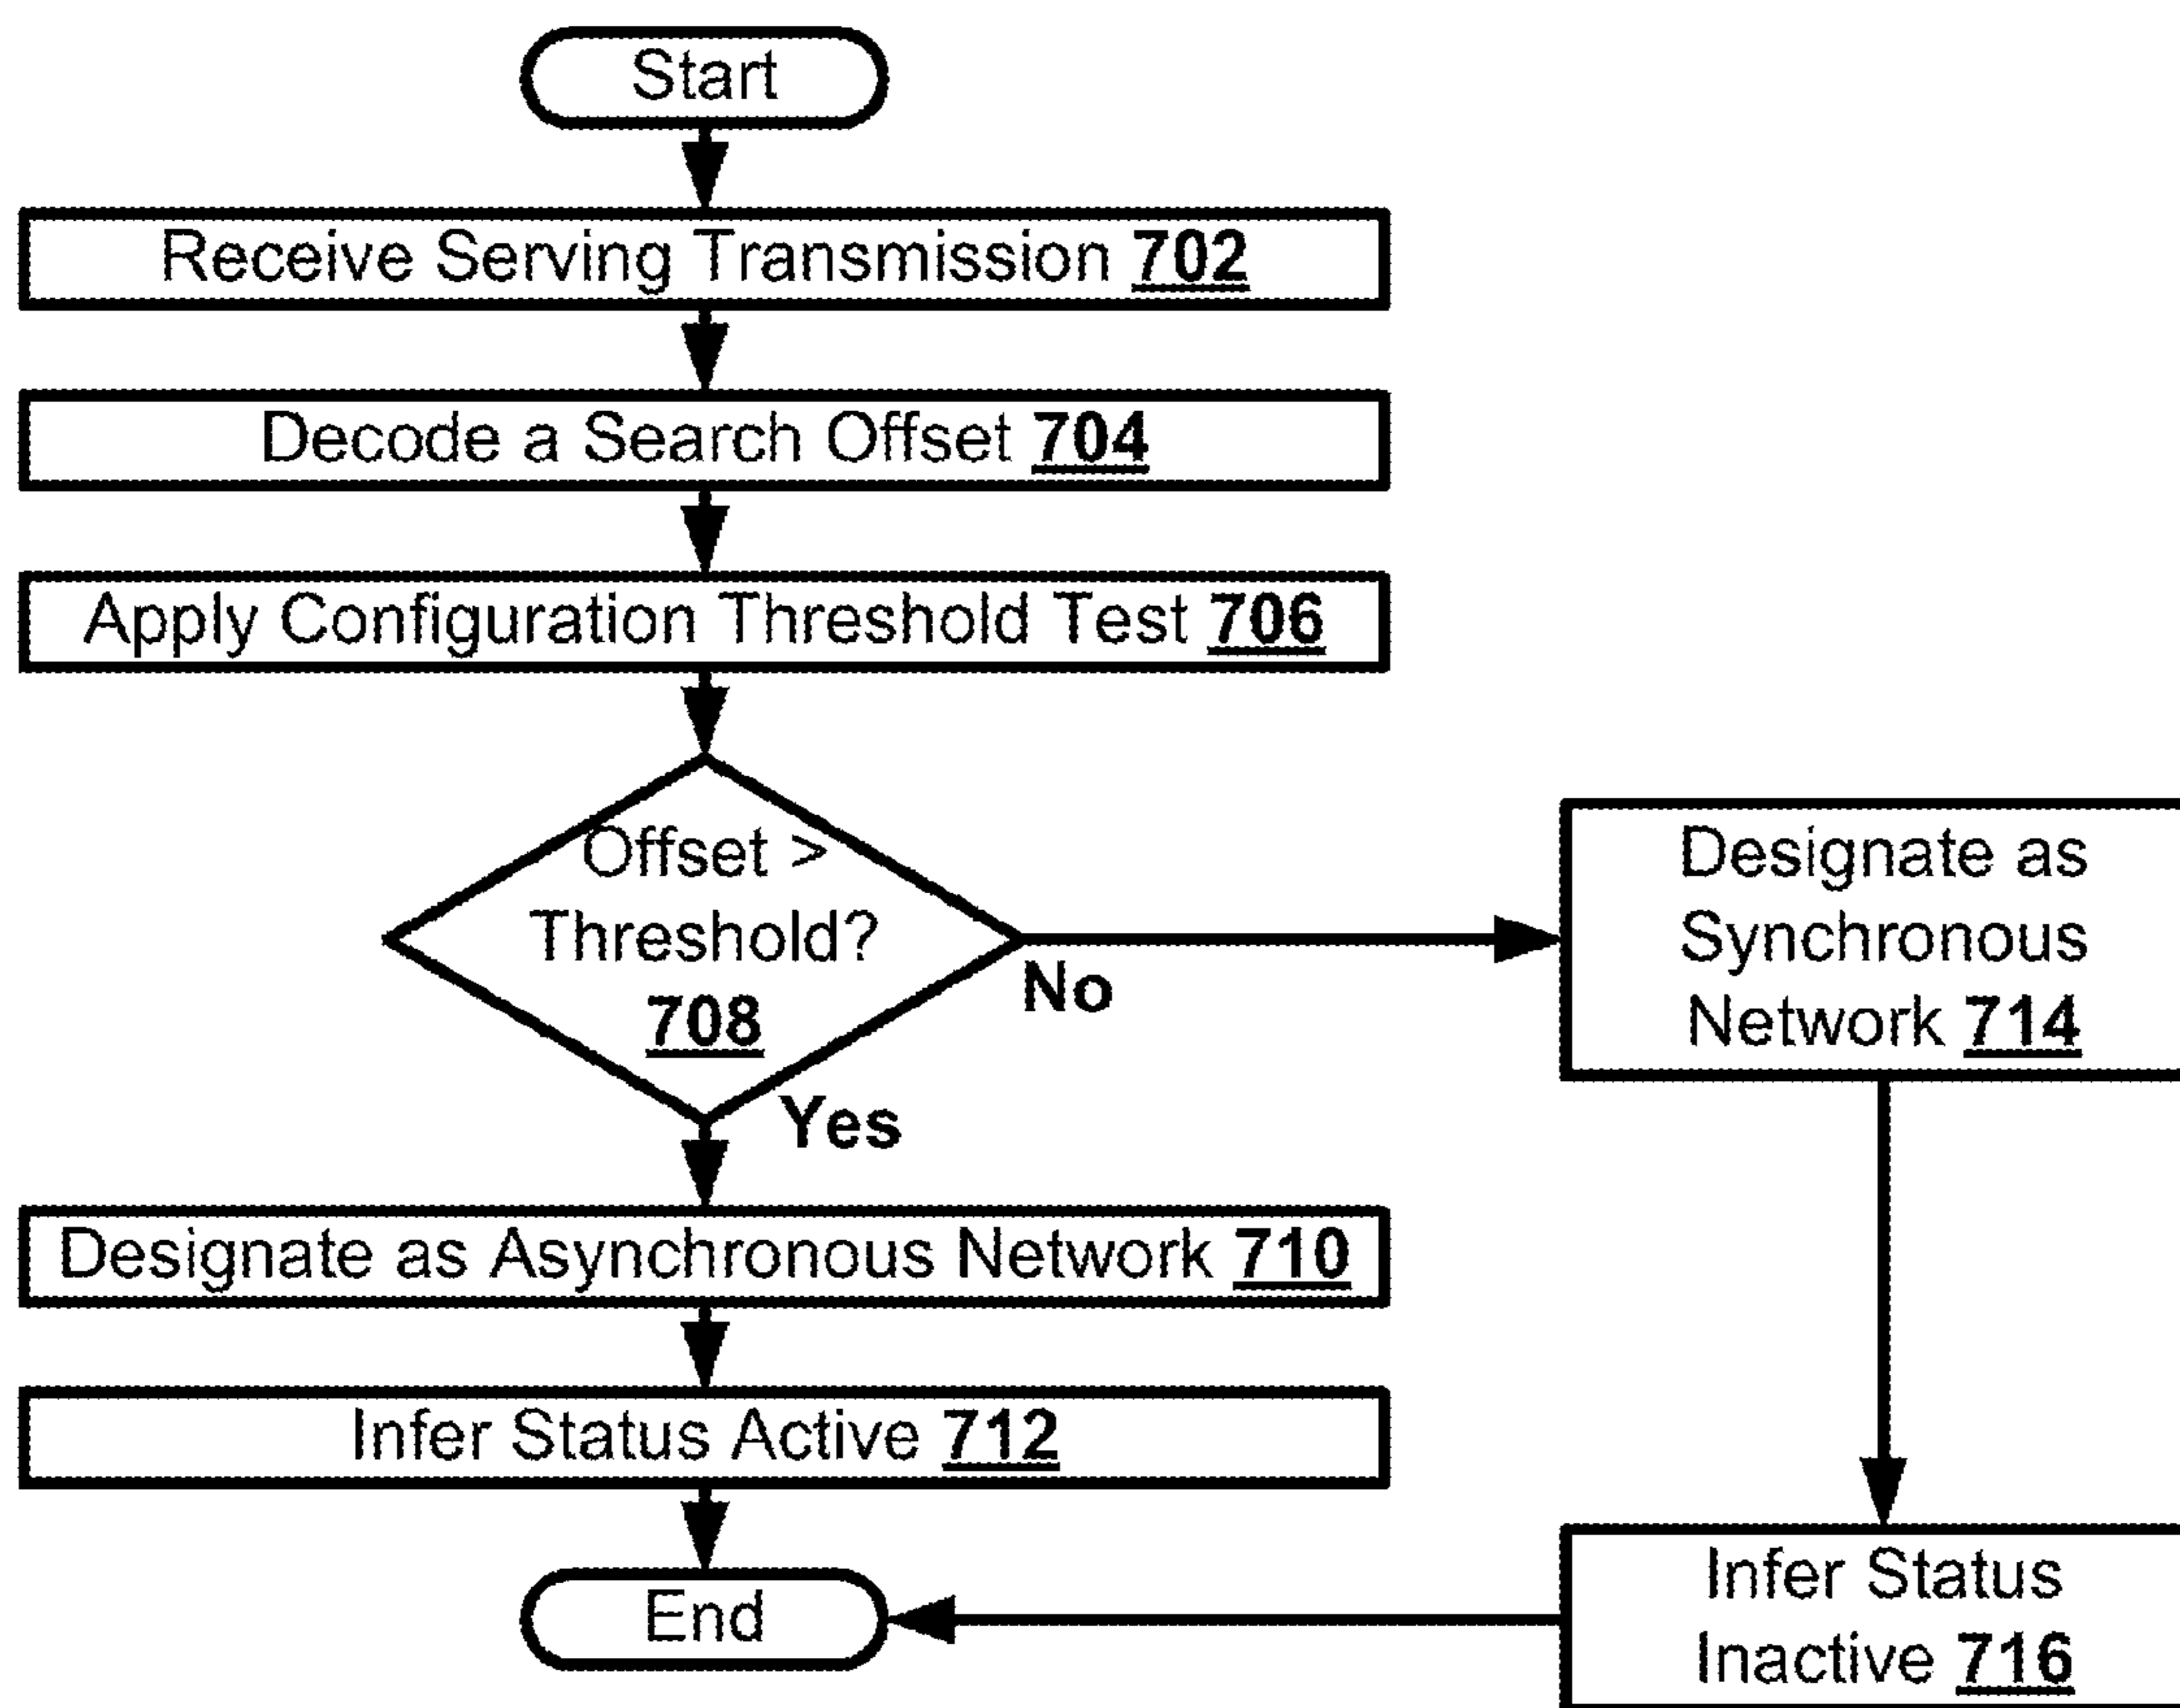 Start
Receive Serving Transmission 702
Decode a Search Offset 704
Apply Configuration Threshold Test 706
Offset >
Threshold?
708
No
Yes
Designate as
Synchronous
Network 714
Designate as Asynchronous Network 710
Infer Status Active 712
End
Infer Status
Inactive 716